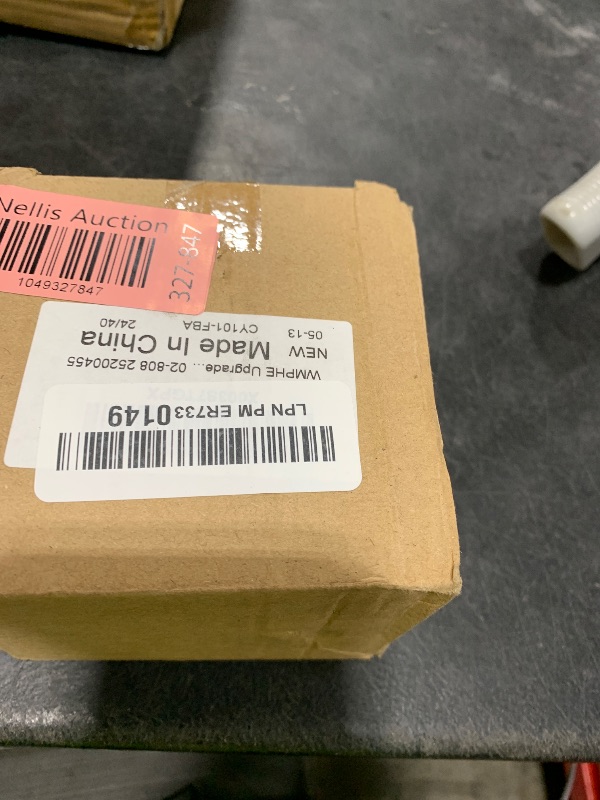 Nellis Auction
1049327847
327-847
LPN PM ER7330149
WMPHE Upgrade... 02-808 25200455
NEW Made In China
05-13 CY101-FBA 24/40